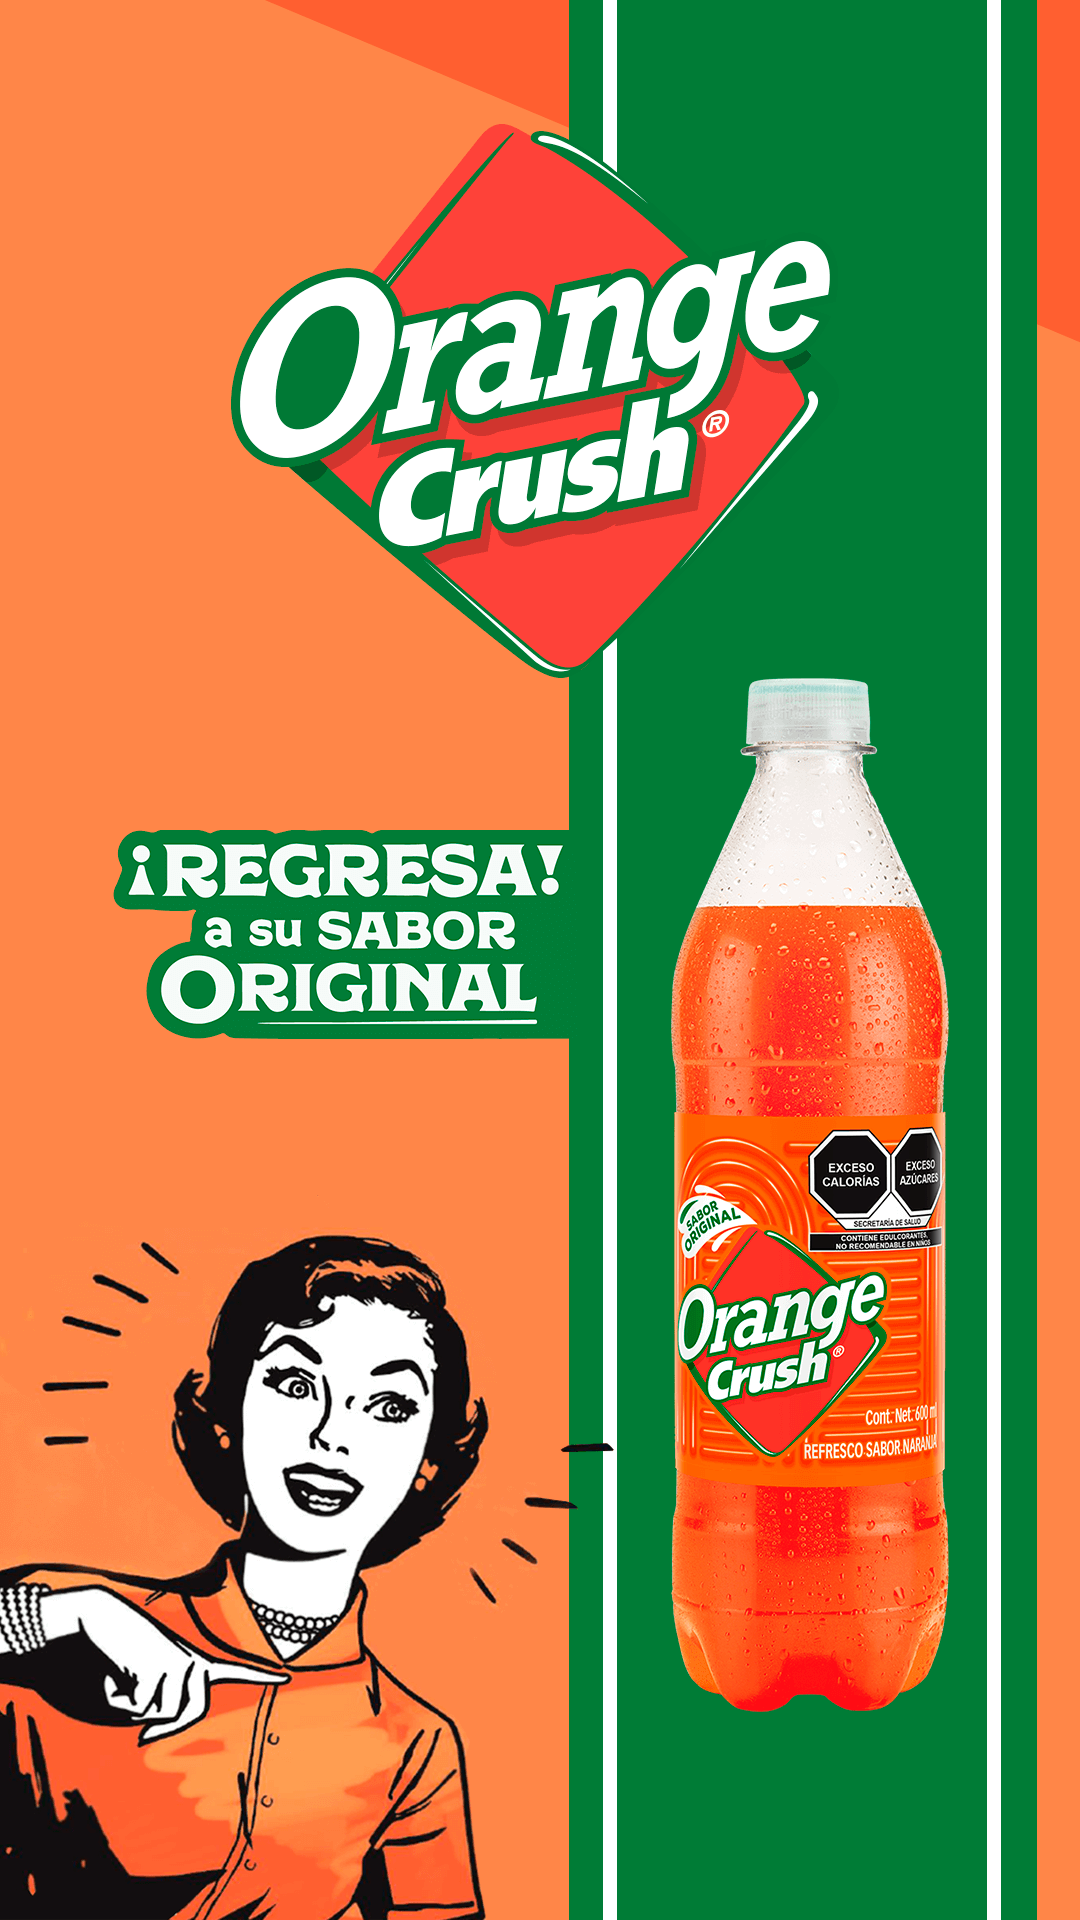 Orange
Crush®
¡REGRESA!
a su SABOR
ORIGINAL
EXCESO
CALORÍAS
EXCESO
AZÚCARES
SECRETARÍA DE SALUD
CONTIENE EDULCORANTES,
NO RECOMENDABLE EN NIÑOS
SABOR
ORIGINAL
Orange
Crush®
Cont. Net. 600 ml
REFRESCO SABOR NARANJA